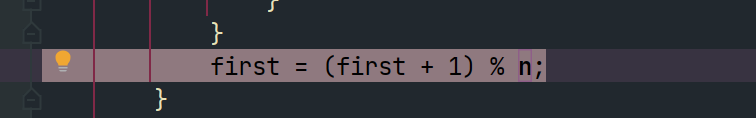 }
}
first = (first + 1) % n;
}